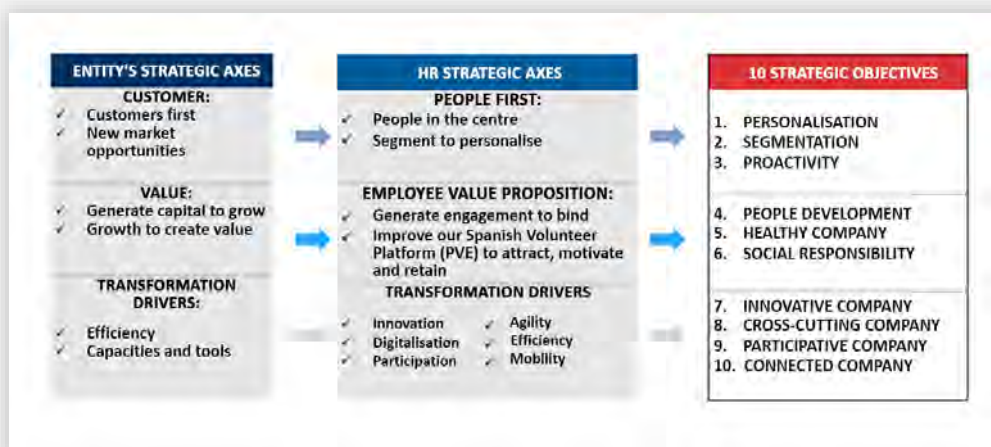 ENTITY'S STRATEGIC AXES
CUSTOMER:
✓ Customers first
✓ New market
opportunities
VALUE:
✓ Generate capital to grow
✓ Growth to create value
TRANSFORMATION
DRIVERS:
✓ Efficiency
✓ Capacities and tools
HR STRATEGIC AXES
PEOPLE FIRST:
✓ People in the centre
✓ Segment to personalise
EMPLOYEE VALUE PROPOSITION:
✓ Generate engagement to bind
✓ Improve our Spanish Volunteer
Platform (PVE) to attract, motivate
and retain
TRANSFORMATION DRIVERS
✓ Innovation ✓ Agility
✓ Digitalisation ✓ Efficiency
✓ Participation ✓ Mobility
10 STRATEGIC OBJECTIVES
1. PERSONALISATION
2. SEGMENTATION
3. PROACTIVITY
4. PEOPLE DEVELOPMENT
5. HEALTHY COMPANY
6. SOCIAL RESPONSIBILITY
7. INNOVATIVE COMPANY
8. CROSS-CUTTING COMPANY
9. PARTICIPATIVE COMPANY
10. CONNECTED COMPANY